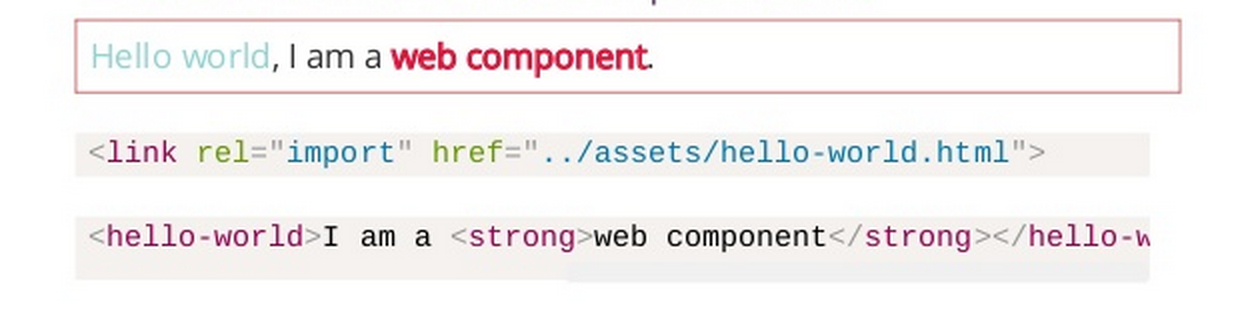 Hello world, I am a web component.
<link rel="import" href="../assets/hello-world.html">
<hello-world>I am a <strong>web component</strong></hello-w